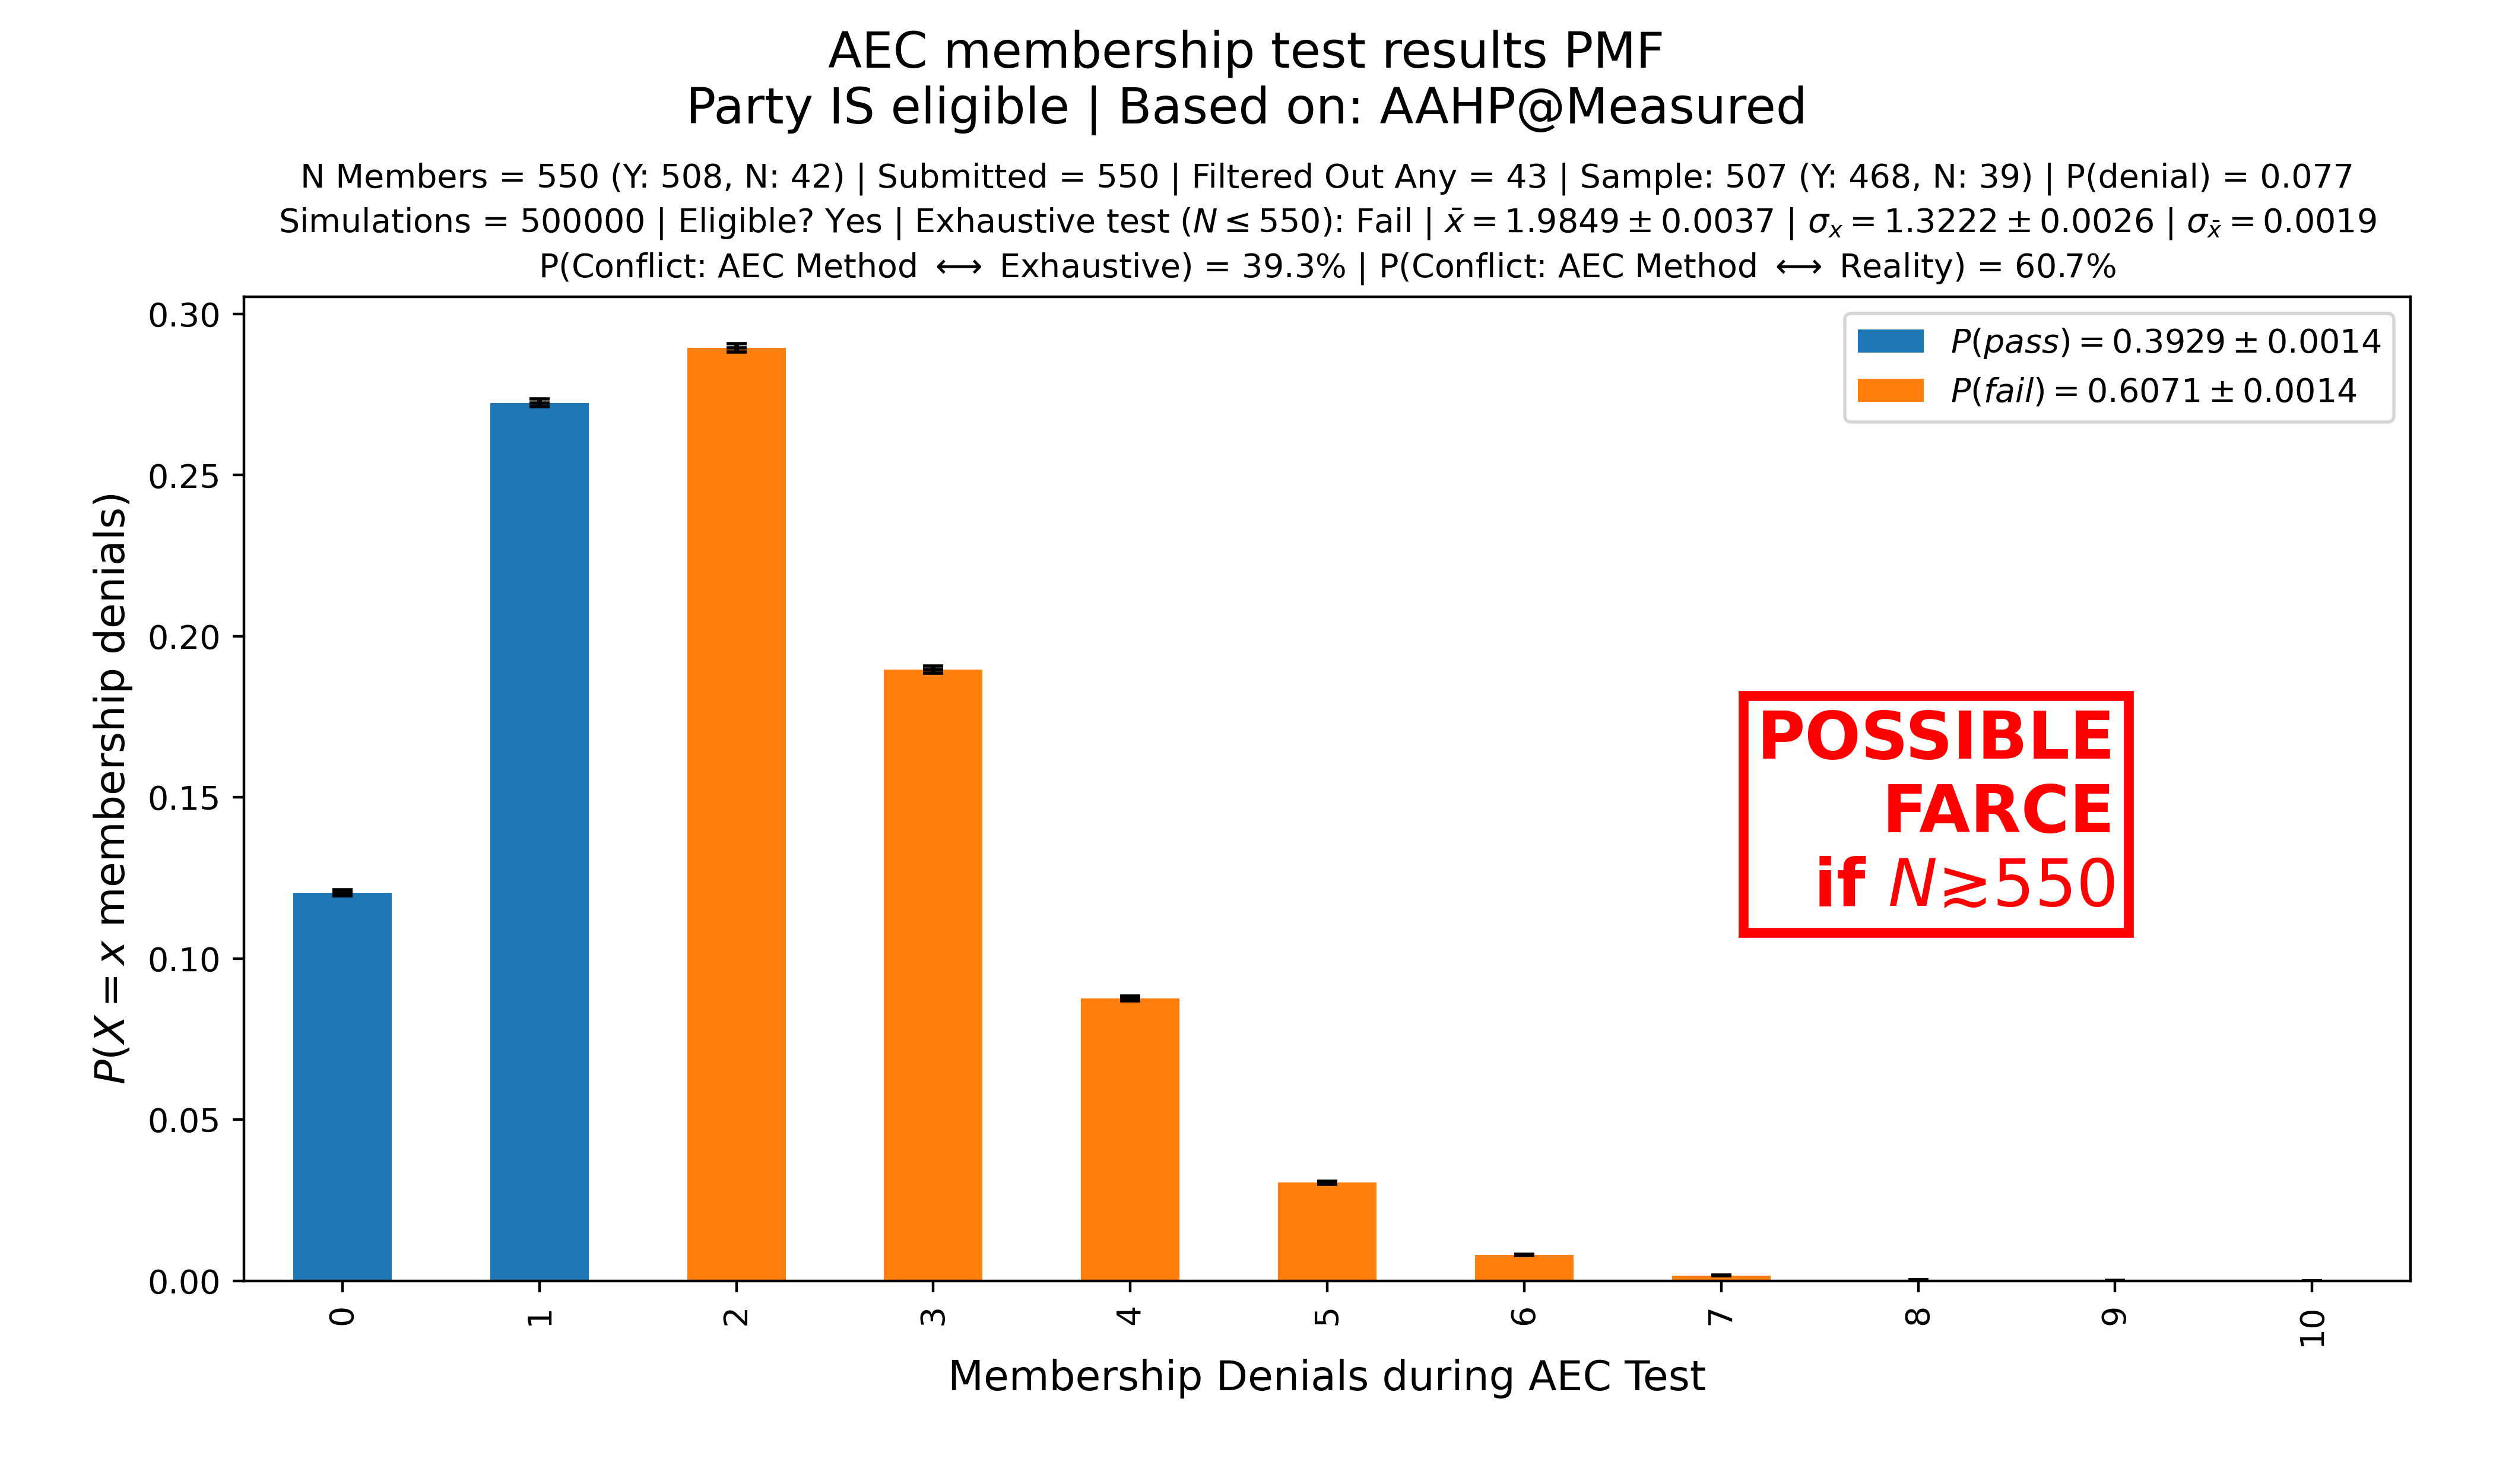 AEC membership test results PMF
Party IS eligible | Based on: AAHP@Measured
N Members = 550 (Y: 508, N: 42) | Submitted = 550 | Filtered Out Any = 43 | Sample: 507 (Y: 468, N: 39) | P(denial) = 0.077
Simulations = 500000 | Eligible? Yes | Exhaustive test (N ≤ 550): Fail | x̄ = 1.9849 ± 0.0037 | σₓ = 1.3222 ± 0.0026 | σ_x̄ = 0.0019
P(Conflict: AEC Method ⟷ Exhaustive) = 39.3% | P(Conflict: AEC Method ⟷ Reality) = 60.7%
P(pass) = 0.3929 ± 0.0014
P(fail) = 0.6071 ± 0.0014
P(X = x membership denials)
0.30
0.25
0.20
0.15
0.10
0.05
0.00
POSSIBLE
FARCE
if N⪆550
0 1 2 3 4 5 6 7 8 9 10
Membership Denials during AEC Test